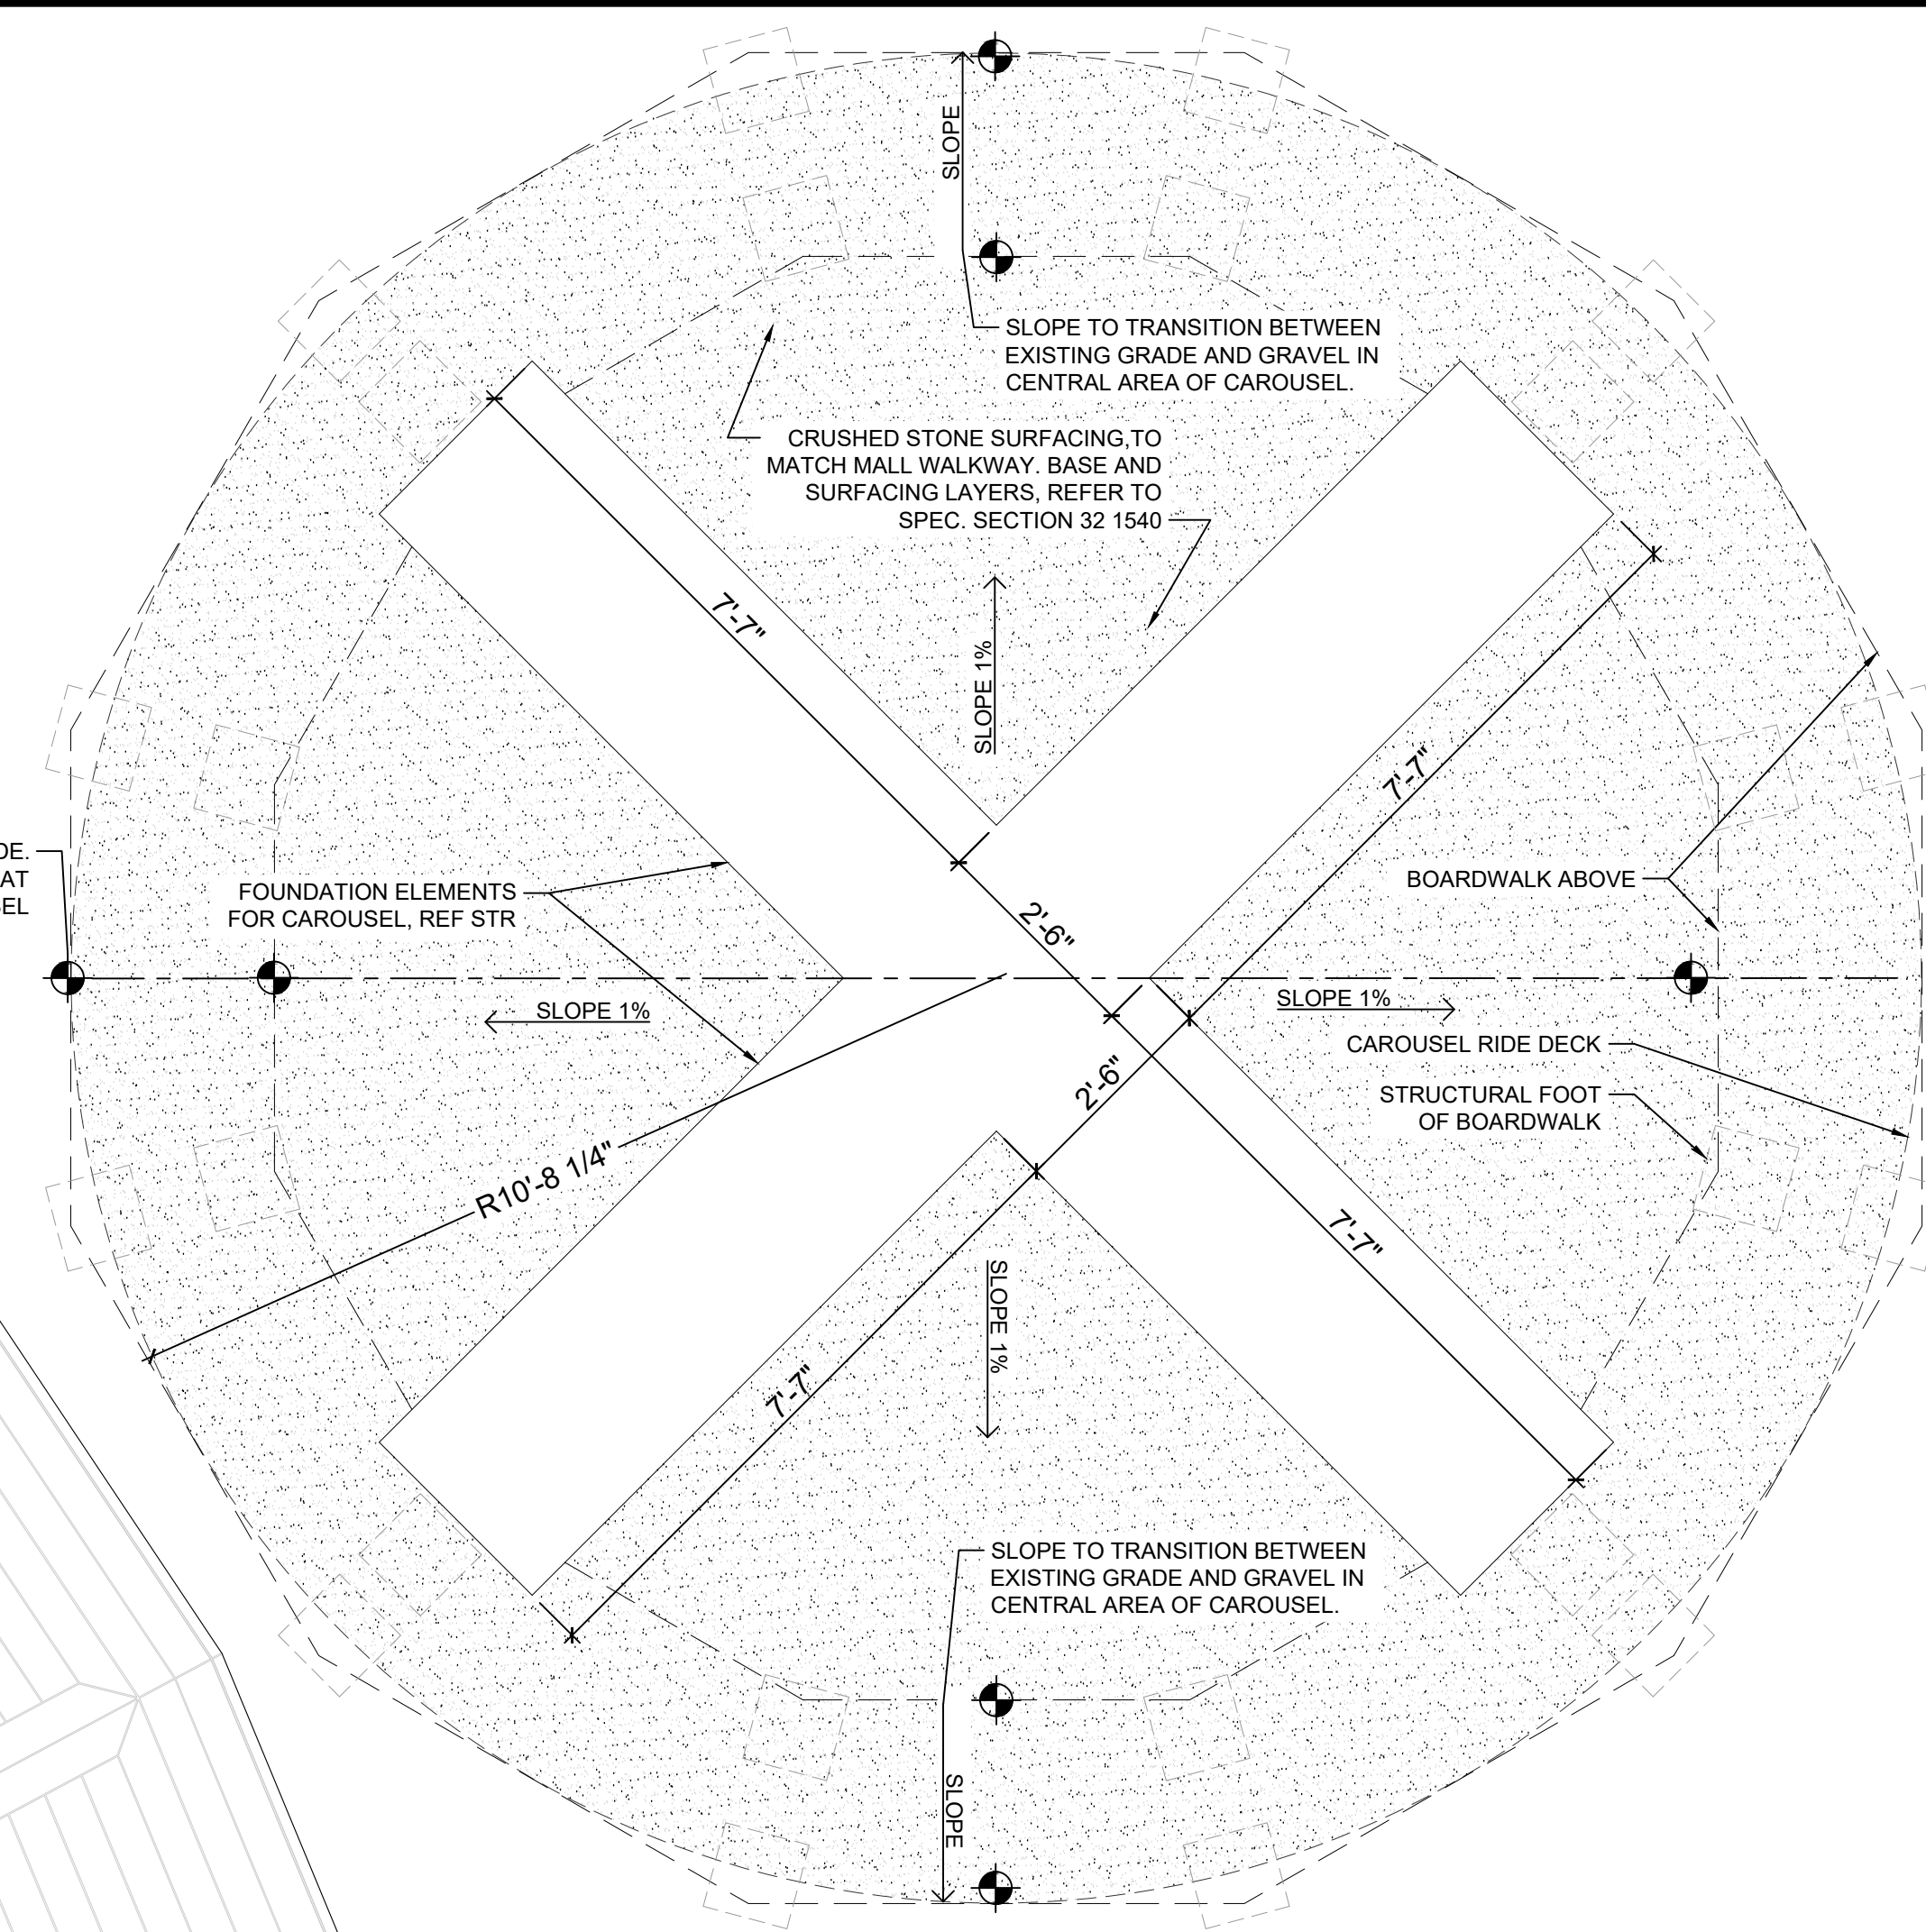 SLOPE
SLOPE TO TRANSITION BETWEEN
EXISTING GRADE AND GRAVEL IN
CENTRAL AREA OF CAROUSEL.
CRUSHED STONE SURFACING,TO
MATCH MALL WALKWAY. BASE AND
SURFACING LAYERS, REFER TO
SPEC. SECTION 32 1540
7'-7"
SLOPE 1%
7'-7"
DE.
AT
SEL
FOUNDATION ELEMENTS
FOR CAROUSEL, REF STR
BOARDWALK ABOVE
2'-6"
SLOPE 1%
SLOPE 1%
CAROUSEL RIDE DECK
2'-6"
STRUCTURAL FOOT
OF BOARDWALK
R10'-8 1/4"
7'-7"
SLOPE 1%
7'-7"
SLOPE TO TRANSITION BETWEEN
EXISTING GRADE AND GRAVEL IN
CENTRAL AREA OF CAROUSEL.
SLOPE